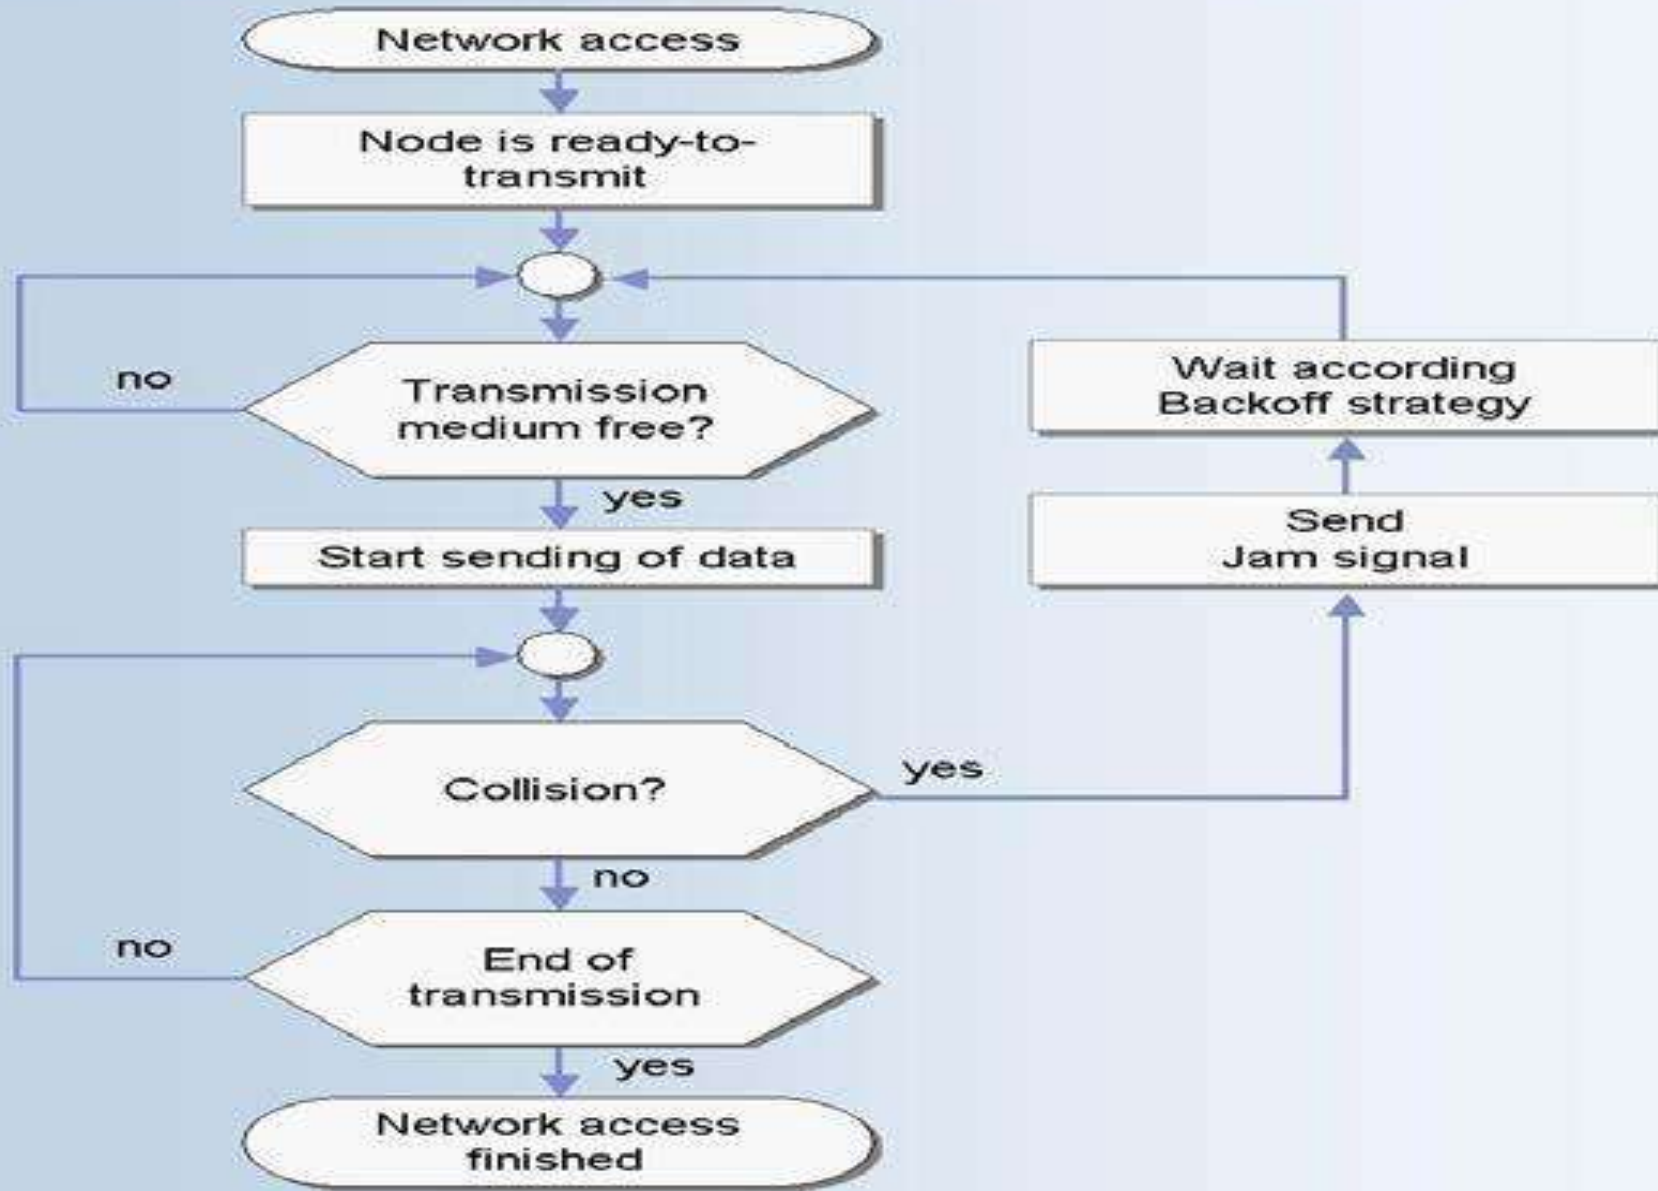 Network access
Node is ready-to-
transmit
no
Transmission
medium free?
yes
Wait according
Backoff strategy
Send
Jam signal
Start sending of data
Collision?
yes
no
no
End of
transmission
yes
Network access
finished